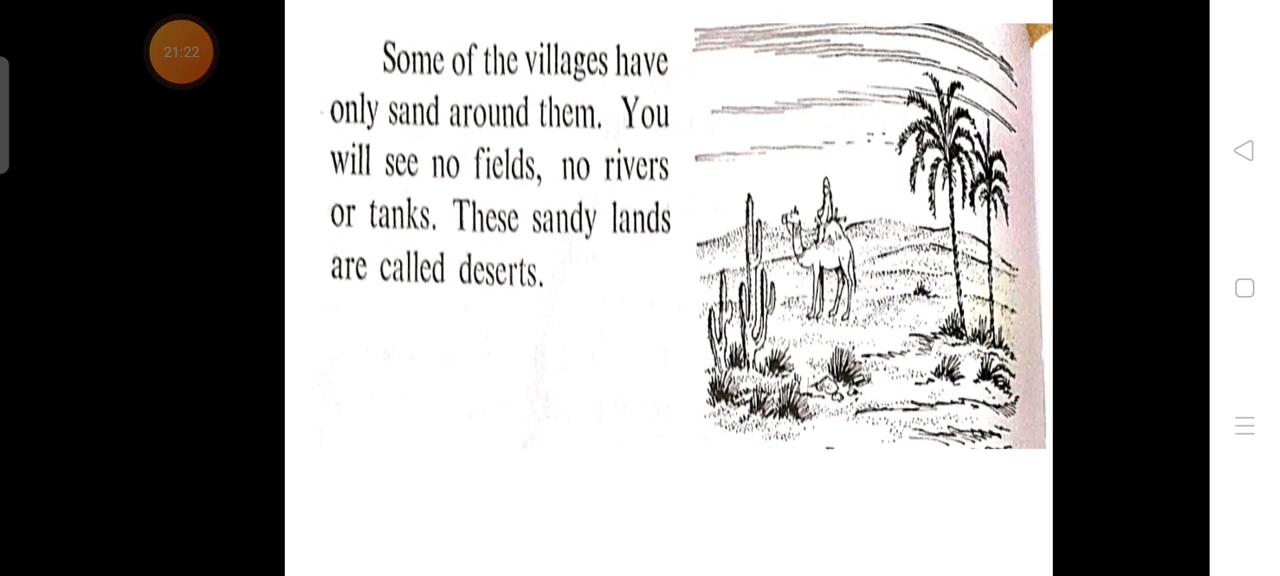 21:22
Some of the villages have
only sand around them. You
will see no fields, no rivers
or tanks. These sandy lands
are called deserts.